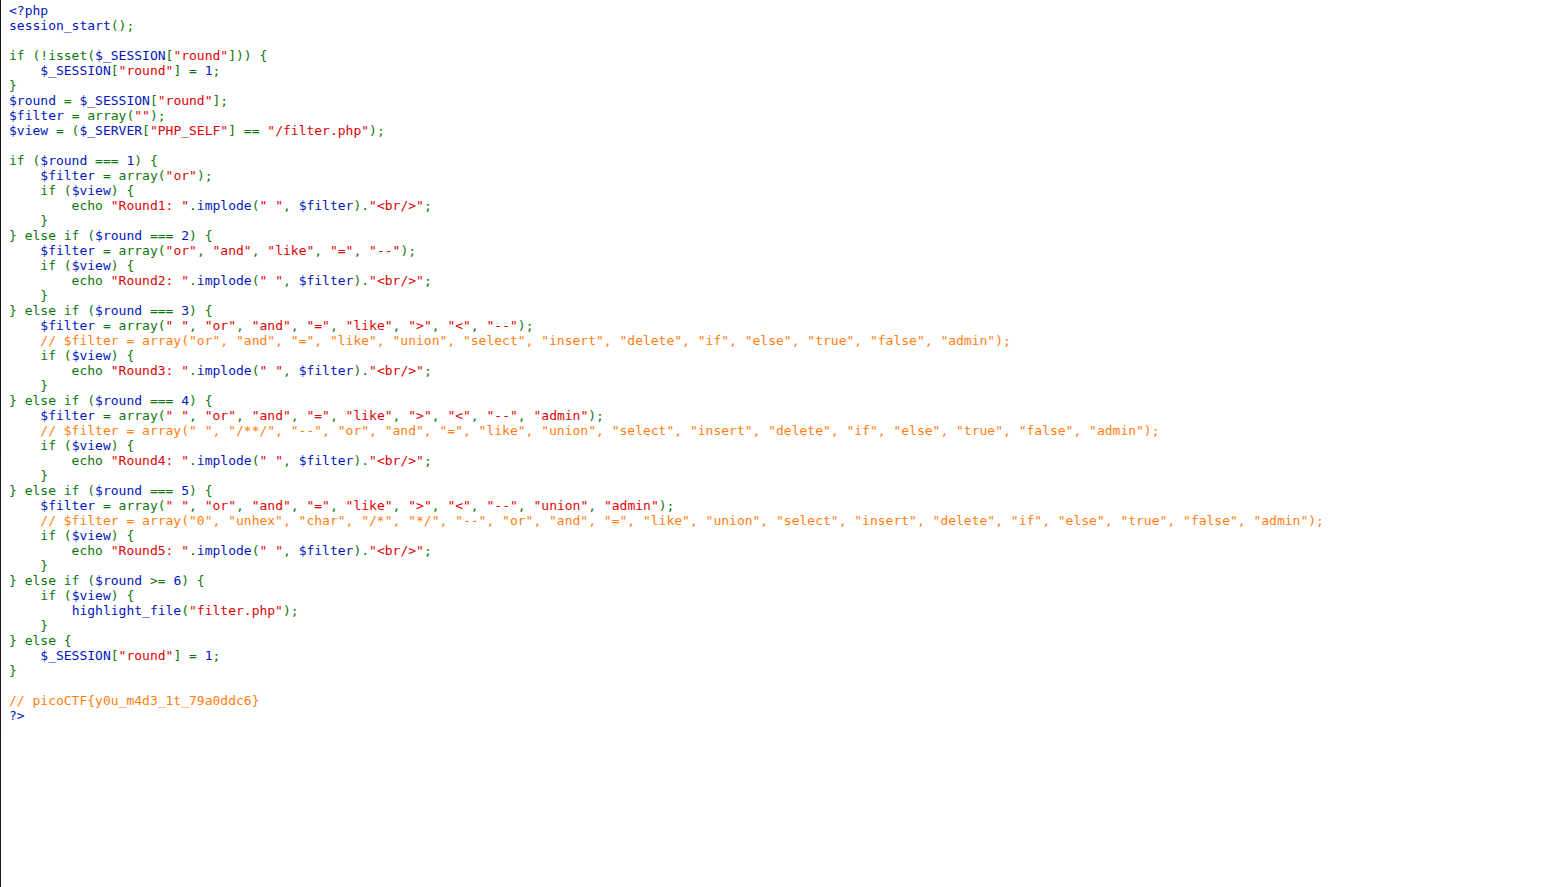 <?php
session_start();

if (!isset($_SESSION["round"])) {
    $_SESSION["round"] = 1;
}
$round = $_SESSION["round"];
$filter = array("");
$view = ($_SERVER["PHP_SELF"] == "/filter.php");

if ($round === 1) {
    $filter = array("or");
    if ($view) {
        echo "Round1: ".implode(" ", $filter)."<br/>";
    }
} else if ($round === 2) {
    $filter = array("or", "and", "like", "=", "--");
    if ($view) {
        echo "Round2: ".implode(" ", $filter)."<br/>";
    }
} else if ($round === 3) {
    $filter = array(" ", "or", "and", "=", "like", ">", "<", "--");
    // $filter = array("or", "and", "=", "like", "union", "select", "insert", "delete", "if", "else", "true", "false", "admin");
    if ($view) {
        echo "Round3: ".implode(" ", $filter)."<br/>";
    }
} else if ($round === 4) {
    $filter = array(" ", "or", "and", "=", "like", ">", "<", "--", "admin");
    // $filter = array(" ", "/**/", "--", "or", "and", "=", "like", "union", "select", "insert", "delete", "if", "else", "true", "false", "admin");
    if ($view) {
        echo "Round4: ".implode(" ", $filter)."<br/>";
    }
} else if ($round === 5) {
    $filter = array(" ", "or", "and", "=", "like", ">", "<", "--", "union", "admin");
    // $filter = array("0", "unhex", "char", "/*", "*/", "--", "or", "and", "=", "like", "union", "select", "insert", "delete", "if", "else", "true", "false", "admin");
    if ($view) {
        echo "Round5: ".implode(" ", $filter)."<br/>";
    }
} else if ($round >= 6) {
    if ($view) {
        highlight_file("filter.php");
    }
} else {
    $_SESSION["round"] = 1;
}

// picoCTF{y0u_m4d3_1t_79a0ddc6}
?>